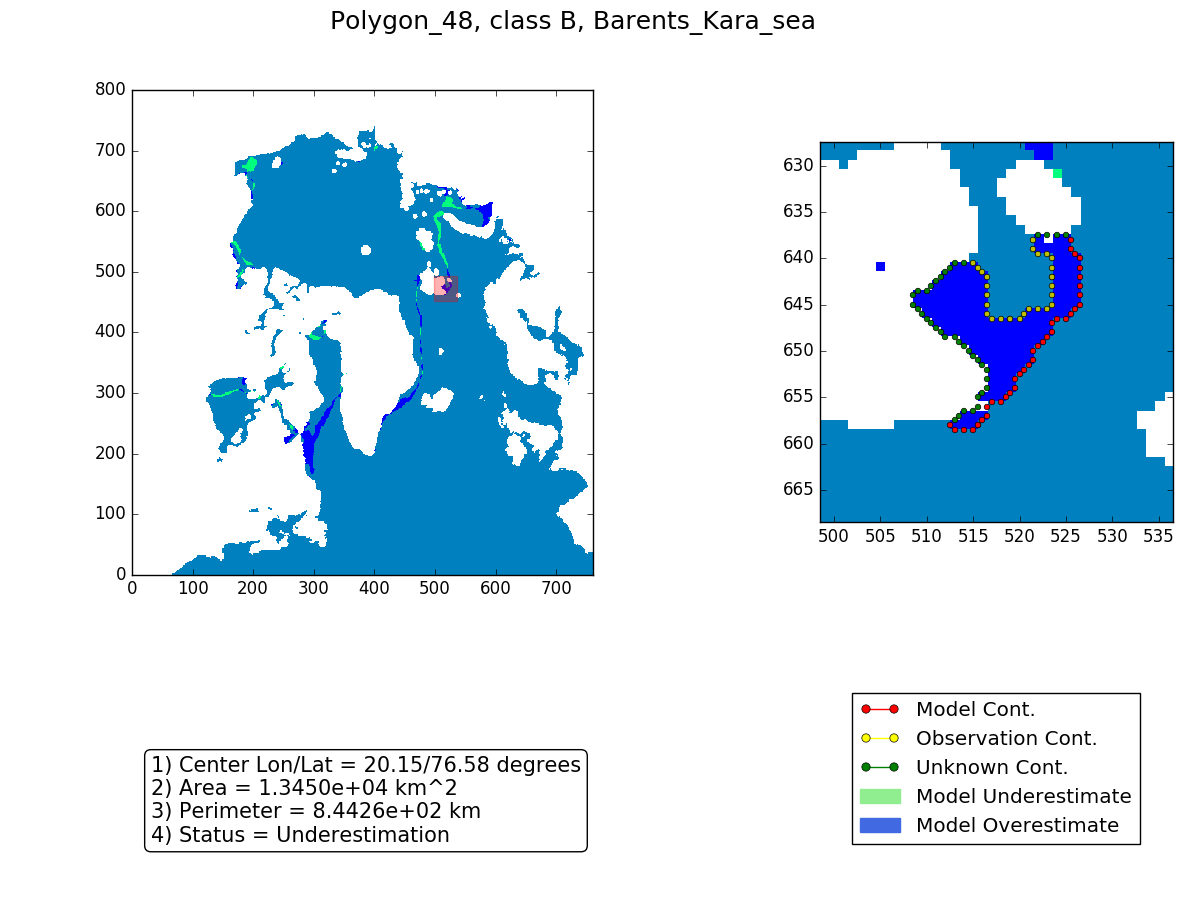 Polygon_48, class B, Barents_Kara_sea
800
700
600
500
400
300
200
100
0
0 100 200 300 400 500 600 700
630
635
640
645
650
655
660
665
500 505 510 515 520 525 530 535
1) Center Lon/Lat = 20.15/76.58 degrees
2) Area = 1.3450e+04 km^2
3) Perimeter = 8.4426e+02 km
4) Status = Underestimation
Model Cont.
Observation Cont.
Unknown Cont.
Model Underestimate
Model Overestimate